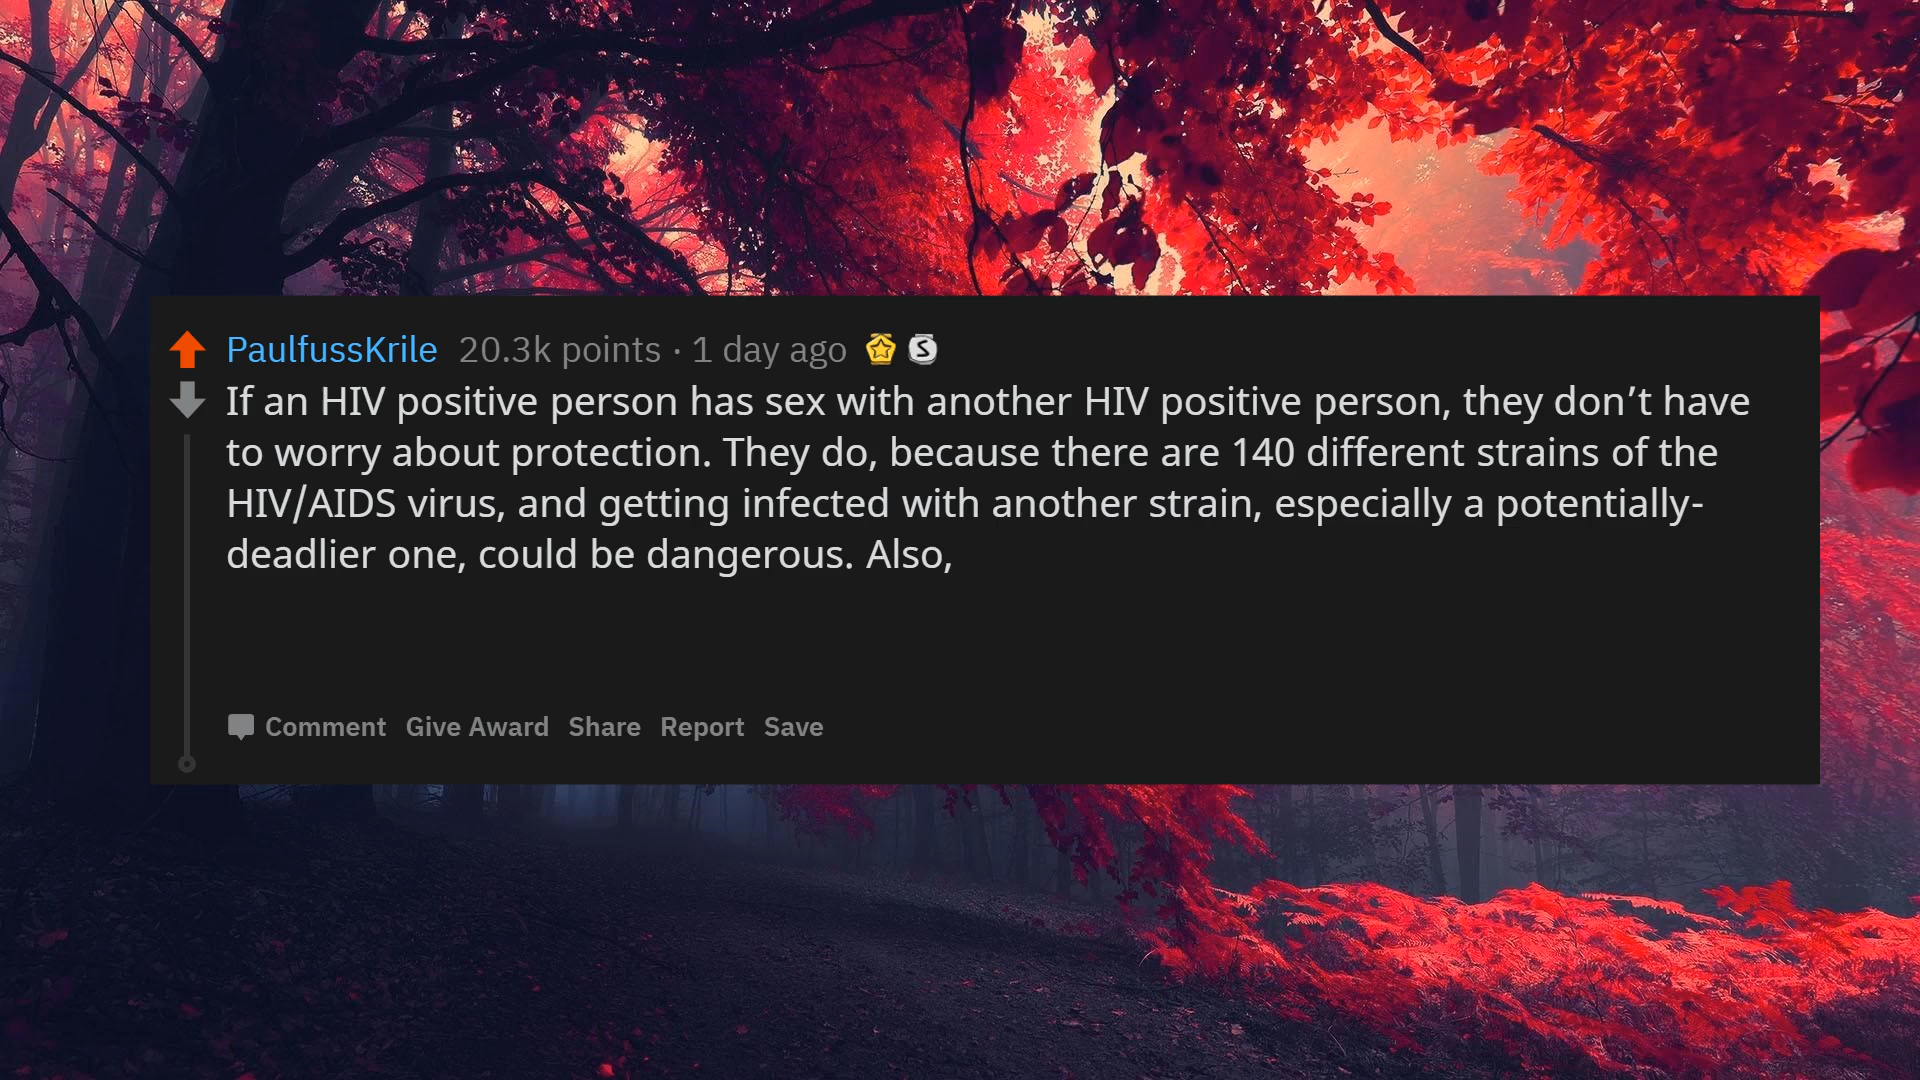 PaulfussKrile 20.3k points · 1 day ago
If an HIV positive person has sex with another HIV positive person, they don’t have
to worry about protection. They do, because there are 140 different strains of the
HIV/AIDS virus, and getting infected with another strain, especially a potentially-
deadlier one, could be dangerous. Also,
Comment Give Award Share Report Save